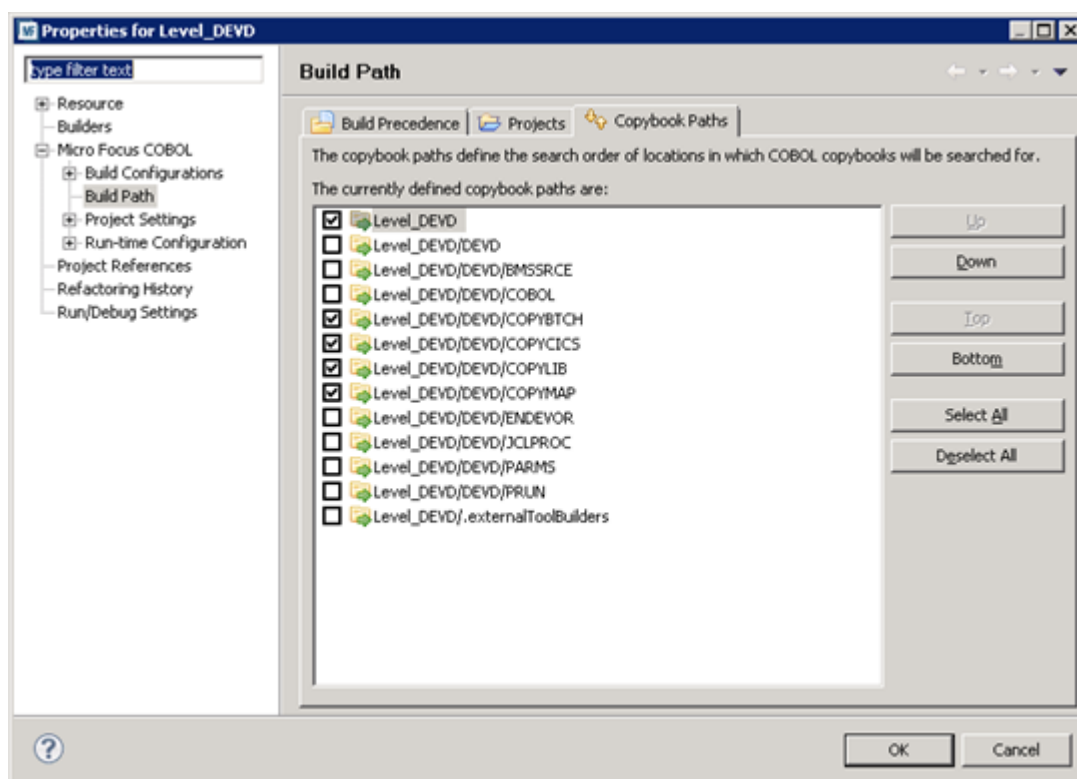 MF Properties for Level_DEVD
type filter text
Resource
Builders
Micro Focus COBOL
Build Configurations
Build Path
Project Settings
Run-time Configuration
Project References
Refactoring History
Run/Debug Settings
Build Path
Build Precedence Projects Copybook Paths
The copybook paths define the search order of locations in which COBOL copybooks will be searched for.
The currently defined copybook paths are:
Level_DEVD
Level_DEVD/DEVD
Level_DEVD/DEVD/BMSSRCE
Level_DEVD/DEVD/COBOL
Level_DEVD/DEVD/COPYBTCH
Level_DEVD/DEVD/COPYCICS
Level_DEVD/DEVD/COPYLIB
Level_DEVD/DEVD/COPYMAP
Level_DEVD/DEVD/ENDEVOR
Level_DEVD/DEVD/JCLPROC
Level_DEVD/DEVD/PARMS
Level_DEVD/DEVD/PRUN
Level_DEVD/.externalToolBuilders
Up
Down
Top
Bottom
Select All
Deselect All
OK Cancel